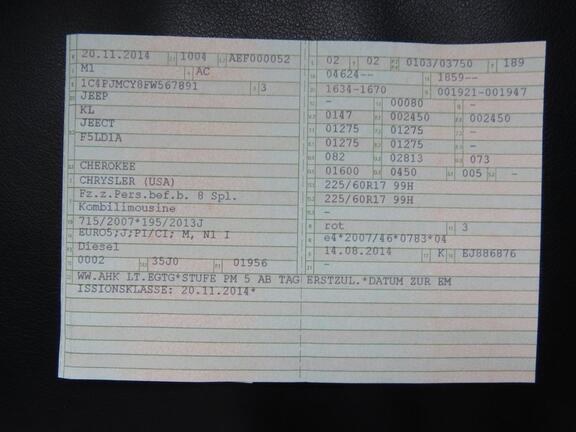 20.11.2014 1004 AEF000052
M1 AC
1C4PJMCY8FW567891 3
JEEP
KL
JEECT
F5LD1A
CHEROKEE
CHRYSLER (USA)
Fz.z.Pers.bef.b. 8 Spl.
Kombilimousine
715/2007*195/2013J
EURO5;J;PI/CI; M, N1 I
Diesel
0002 35J0 01956
02 02 0103/03750 189
04624-- 1859--
1634-1670 001921-001947
- 00080 -
0147 002450 002450
01275 01275 -
01275 01275 -
082 02813 073
01600 0450 005 -
225/60R17 99H
225/60R17 99H
-
rot 3
e4*2007/46*0783*04
14.08.2014 K EJ886876
-
WW.AHK LT.EGTG*STUFE PM 5 AB TAG ERSTZUL.*DATUM ZUR EM
ISSIONSKLASSE: 20.11.2014*